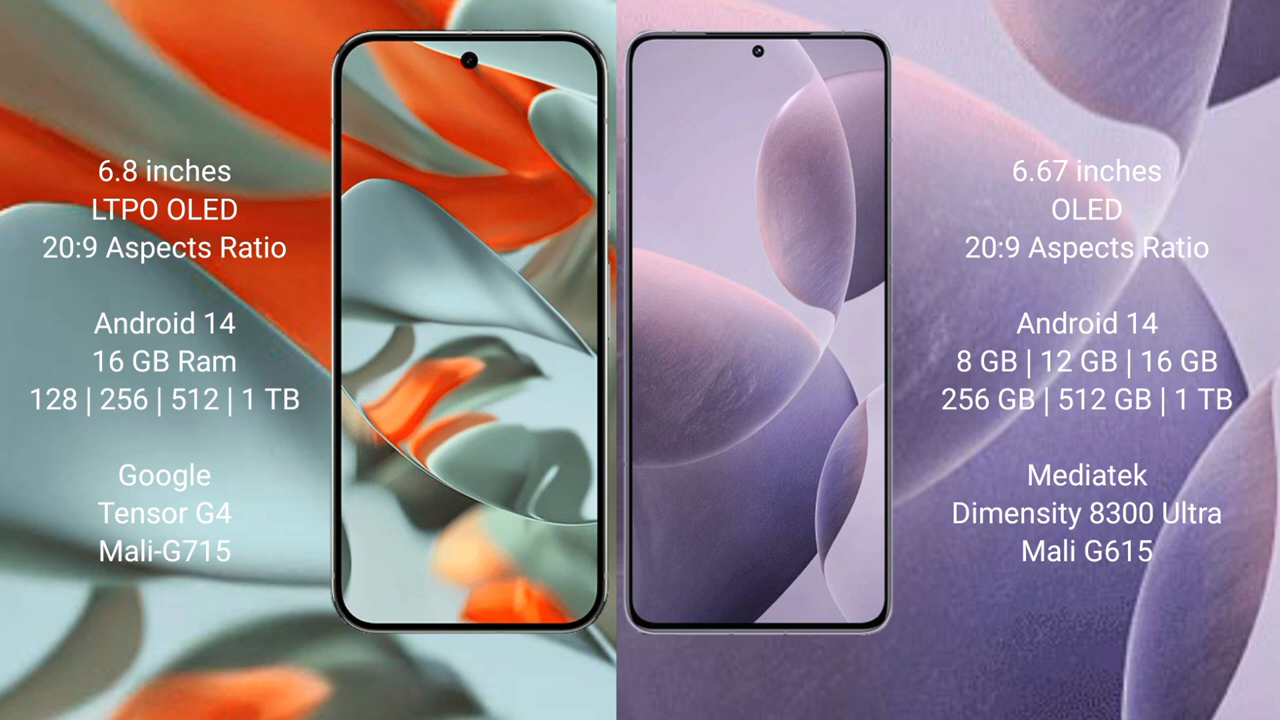 6.8 inches
LTPO OLED
20:9 Aspects Ratio
Android 14
16 GB Ram
128 | 256 | 512 | 1 TB
Google
Tensor G4
Mali-G715
6.67 inches
OLED
20:9 Aspects Ratio
Android 14
8 GB | 12 GB | 16 GB
256 GB | 512 GB | 1 TB
Mediatek
Dimensity 8300 Ultra
Mali G615